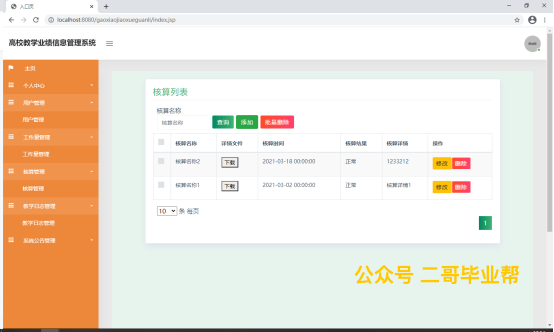 入口页
localhost:8080/gaoxiaojiaoxueguanli/index.jsp
高校教学业绩信息管理系统
主页
个人中心
用户管理
用户管理
工作量管理
工作量管理
核算管理
核算管理
教学日志管理
教学日志管理
系统公告管理
核算列表
核算名称
核算名称 查询 添加 批量删除
核算名称 详情文件 核算时间 核算结果 核算详情 操作
核算名称2 下载 2021-03-18 00:00:00 正常 1233212 修改 删除
核算名称1 下载 2021-03-02 00:00:00 正常 核算详情1 修改 删除
10 条 每页
1
公众号 二哥毕业帮